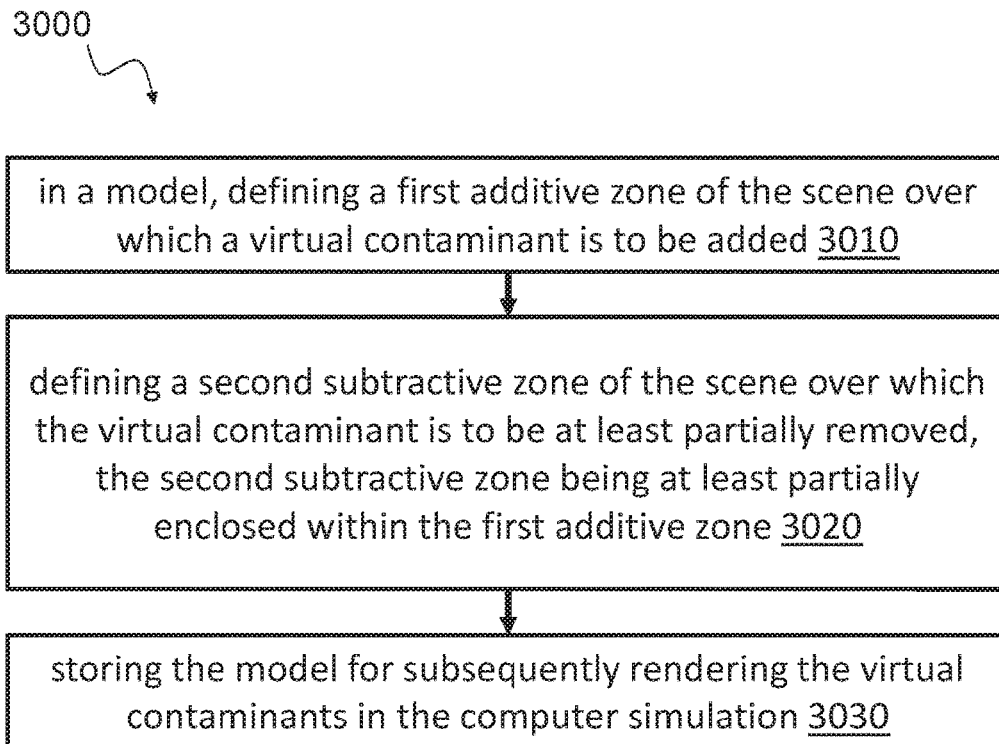 3000
in a model, defining a first additive zone of the scene over
which a virtual contaminant is to be added 3010
defining a second subtractive zone of the scene over which
the virtual contaminant is to be at least partially removed,
the second subtractive zone being at least partially
enclosed within the first additive zone 3020
storing the model for subsequently rendering the virtual
contaminants in the computer simulation 3030